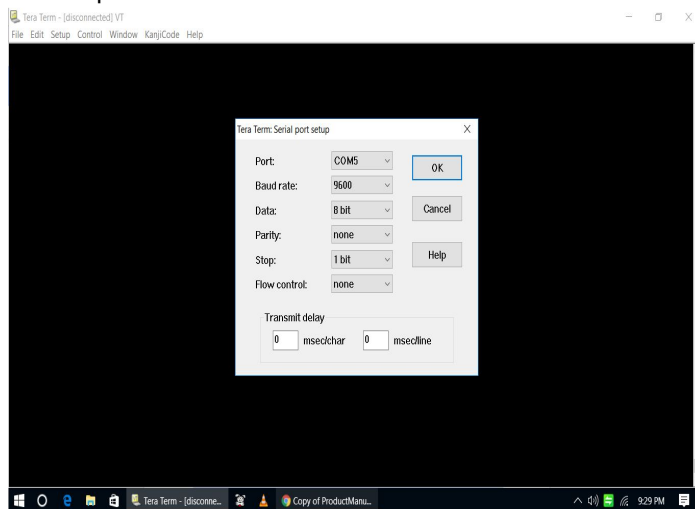 Tera Term - [disconnected] VT
File Edit Setup Control Window KanjiCode Help
Tera Term: Serial port setup X
Port: COM5
OK
Baud rate: 9600
Data: 8 bit
Cancel
Parity: none
Stop: 1 bit
Help
Flow control: none
Transmit delay
0 msec/char 0 msec/line
Tera Term - [disconne... Copy of ProductManu... 9:29 PM